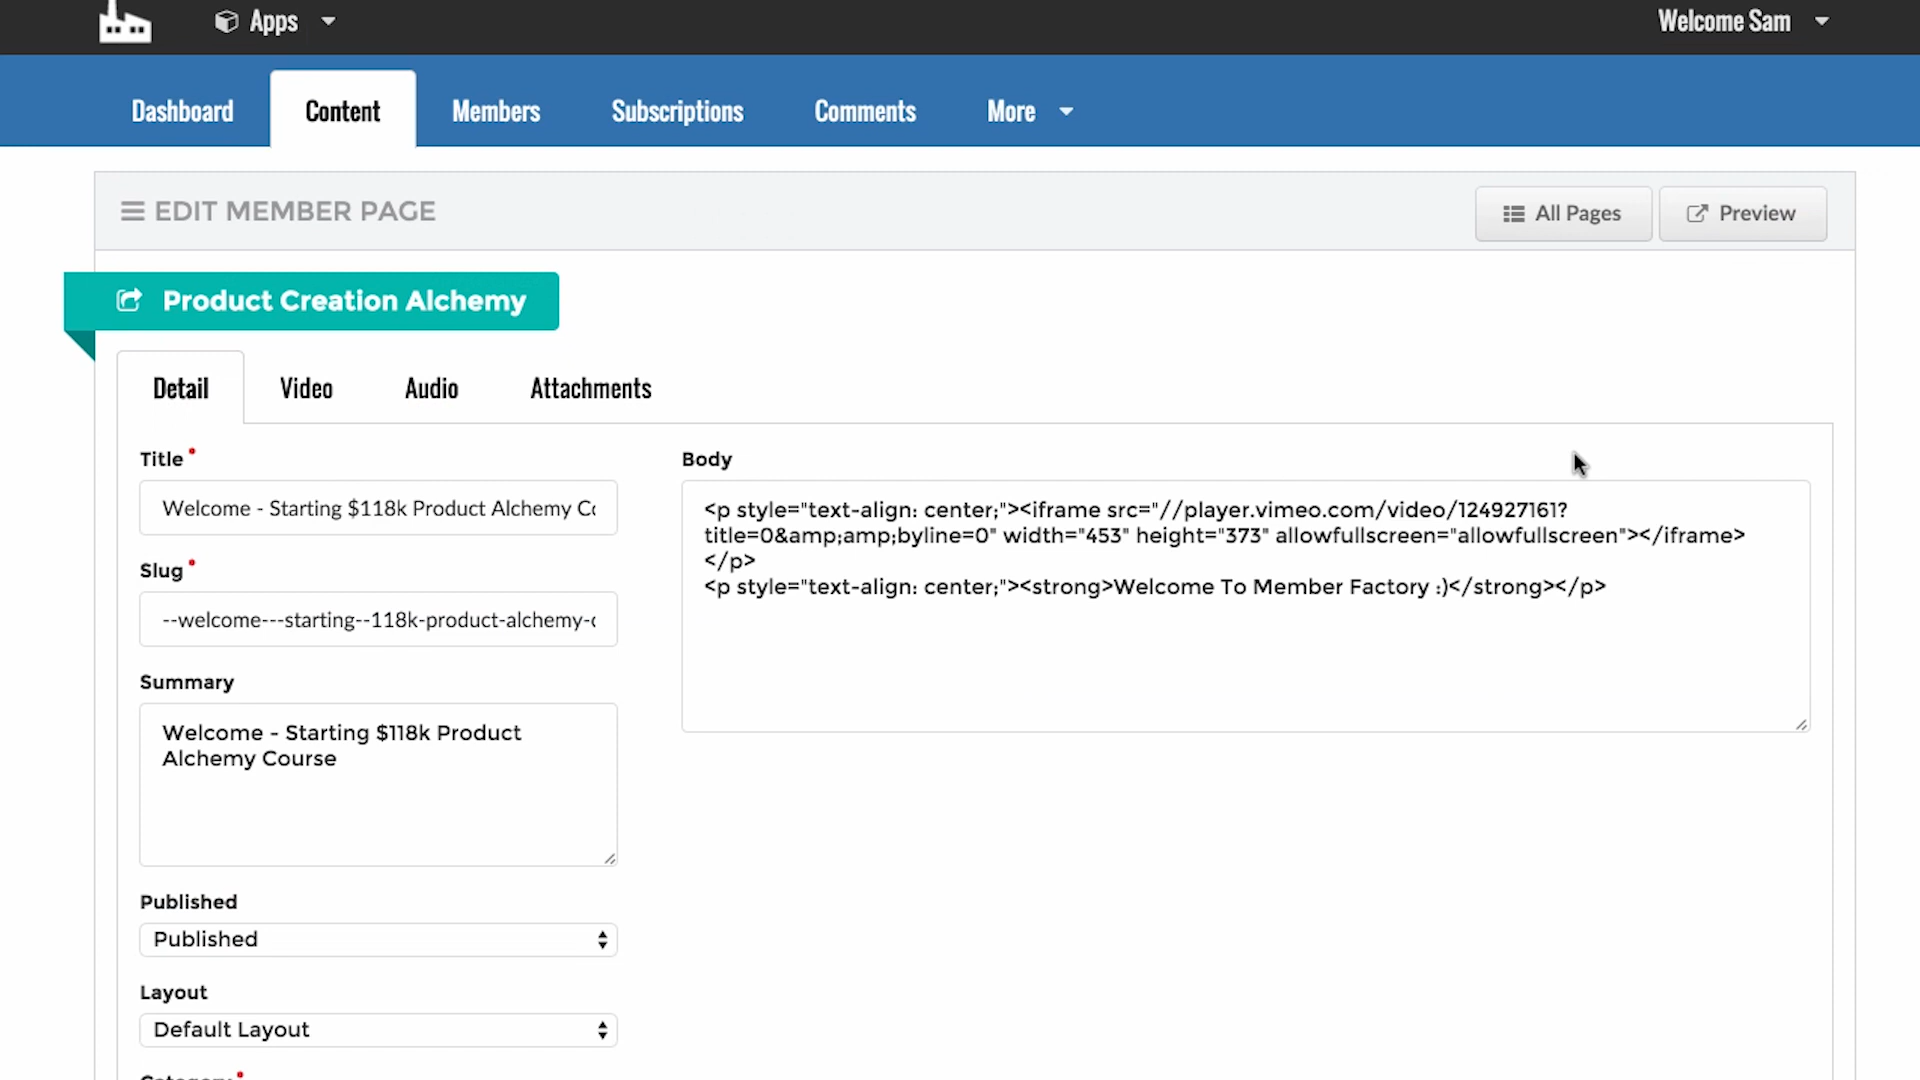 Apps
Welcome Sam
Dashboard
Content
Members
Subscriptions
Comments
More
EDIT MEMBER PAGE
All Pages
Preview
Product Creation Alchemy
Detail
Video
Audio
Attachments
Title
Body
Welcome - Starting $118k Product Alchemy Co
<p style="text-align: center;"><iframe src="//player.vimeo.com/video/124927161?
title=0&amp;amp;byline=0" width="453" height="373" allowfullscreen="allowfullscreen"></iframe>
</p>
<p style="text-align: center;"><strong>Welcome To Member Factory :)</strong></p>
Slug
--welcome---starting--118k-product-alchemy-c
Summary
Welcome - Starting $118k Product
Alchemy Course
Published
Published
Layout
Default Layout
Category